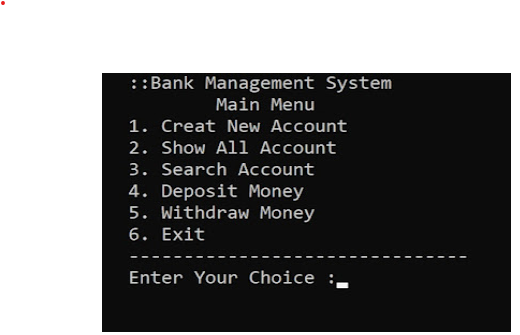 ::Bank Management System
Main Menu
1. Creat New Account
2. Show All Account
3. Search Account
4. Deposit Money
5. Withdraw Money
6. Exit
-------------------------------
Enter Your Choice :_